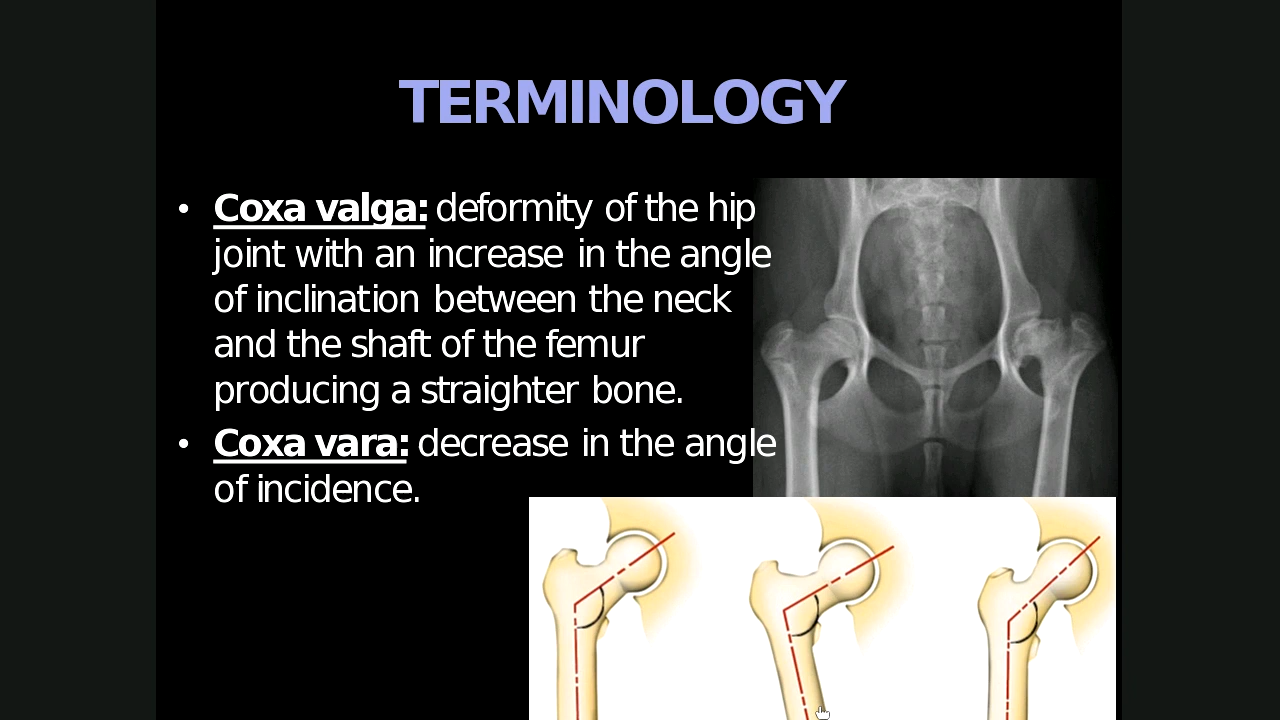 TERMINOLOGY
• Coxa valga: deformity of the hip
joint with an increase in the angle
of inclination between the neck
and the shaft of the femur
producing a straighter bone.
• Coxa vara: decrease in the angle
of incidence.